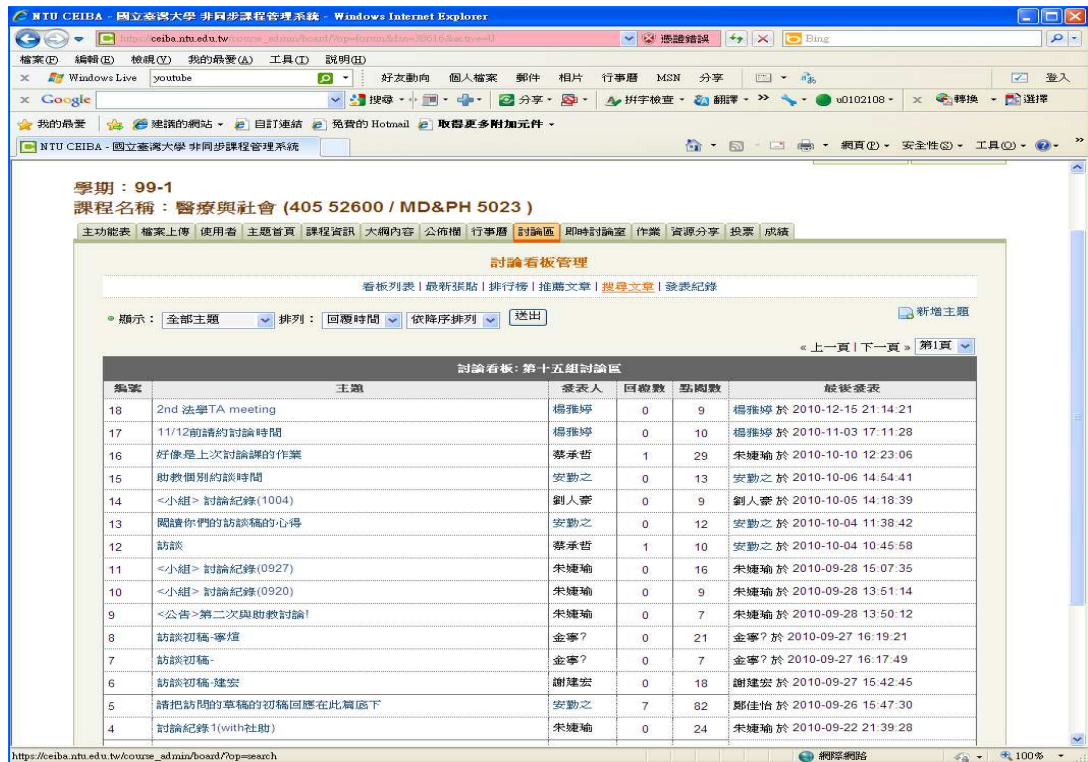 NTU CEIBA - 國立臺灣大學 非同步課程管理系統 - Windows Internet Explorer
憑證錯誤 Bing
檔案(F) 編輯(E) 檢視(V) 我的最愛(A) 工具(T) 說明(H)
Windows Live youtube 好友動向 個人檔案 郵件 相片 行事曆 MSN 分享 登入
Google 搜尋 分享 拼字檢查 翻譯 u0102108 轉換 選擇
我的最愛 建議的網站 自訂連結 免費的 Hotmail 取得更多附加元件
NTU CEIBA - 國立臺灣大學 非同步課程管理系統 網頁(P) 安全性(S) 工具(O)
學期：99-1
課程名稱：醫療與社會 (405 52600 / MD&PH 5023 )
主功能表 檔案上傳 使用者 主題首頁 課程資訊 大綱內容 公佈欄 行事曆 討論區 即時討論室 作業 資源分享 投票 成績
討論看板管理
看板列表 | 最新張貼 | 排行榜 | 推薦文章 | 搜尋文章 | 發表紀錄
顯示： 全部主題 排列： 回覆時間 依降序排列 送出 新增主題
« 上一頁 | 下一頁 » 第1頁
討論看板: 第十五組討論區
編號 主題 發表人 回覆數 點閱數 最後發表
18 2nd 法學TA meeting 楊雅婷 0 9 楊雅婷 於 2010-12-15 21:14:21
17 11/12前請約討論時間 楊雅婷 0 10 楊雅婷 於 2010-11-03 17:11:28
16 好像是上次討論課的作業 蔡承哲 1 29 朱婕瑜 於 2010-10-10 12:23:06
15 助教個別約談時間 安勤之 0 13 安勤之 於 2010-10-06 14:54:41
14 <小組> 討論紀錄(1004) 劉人豪 0 9 劉人豪 於 2010-10-05 14:18:39
13 閱讀你們的訪談稿的心得 安勤之 0 12 安勤之 於 2010-10-04 11:38:42
12 訪談 蔡承哲 1 10 安勤之 於 2010-10-04 10:45:58
11 <小組> 討論紀錄(0927) 朱婕瑜 0 16 朱婕瑜 於 2010-09-28 15:07:35
10 <小組> 討論紀錄(0920) 朱婕瑜 0 9 朱婕瑜 於 2010-09-28 13:51:14
9 <公告>第二次與助教討論! 朱婕瑜 0 7 朱婕瑜 於 2010-09-28 13:50:12
8 訪談初稿-寧煊 金寧? 0 21 金寧? 於 2010-09-27 16:19:21
7 訪談初稿- 金寧? 0 7 金寧? 於 2010-09-27 16:17:49
6 訪談初稿-建宏 謝建宏 0 18 謝建宏 於 2010-09-27 15:42:45
5 請把訪問的草稿的初稿回應在此篇底下 安勤之 7 82 鄭佳怡 於 2010-09-26 15:47:30
4 討論紀錄1(with社助) 朱婕瑜 0 24 朱婕瑜 於 2010-09-22 21:39:28
https://ceiba.ntu.edu.tw/course_admin/board/?op=search 網際網路 100%